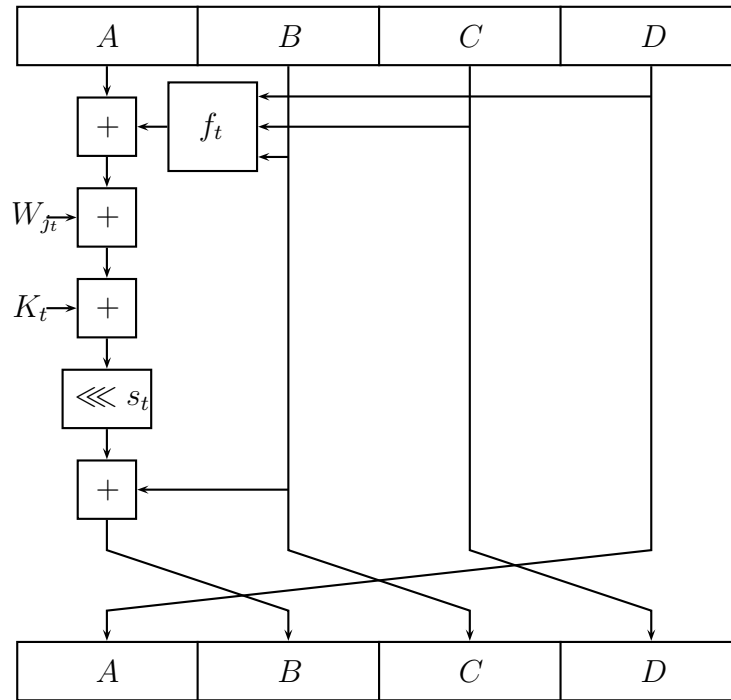 A B C D
+ f_t
W_{j_t} +
K_t +
⋘ s_t
+
A B C D